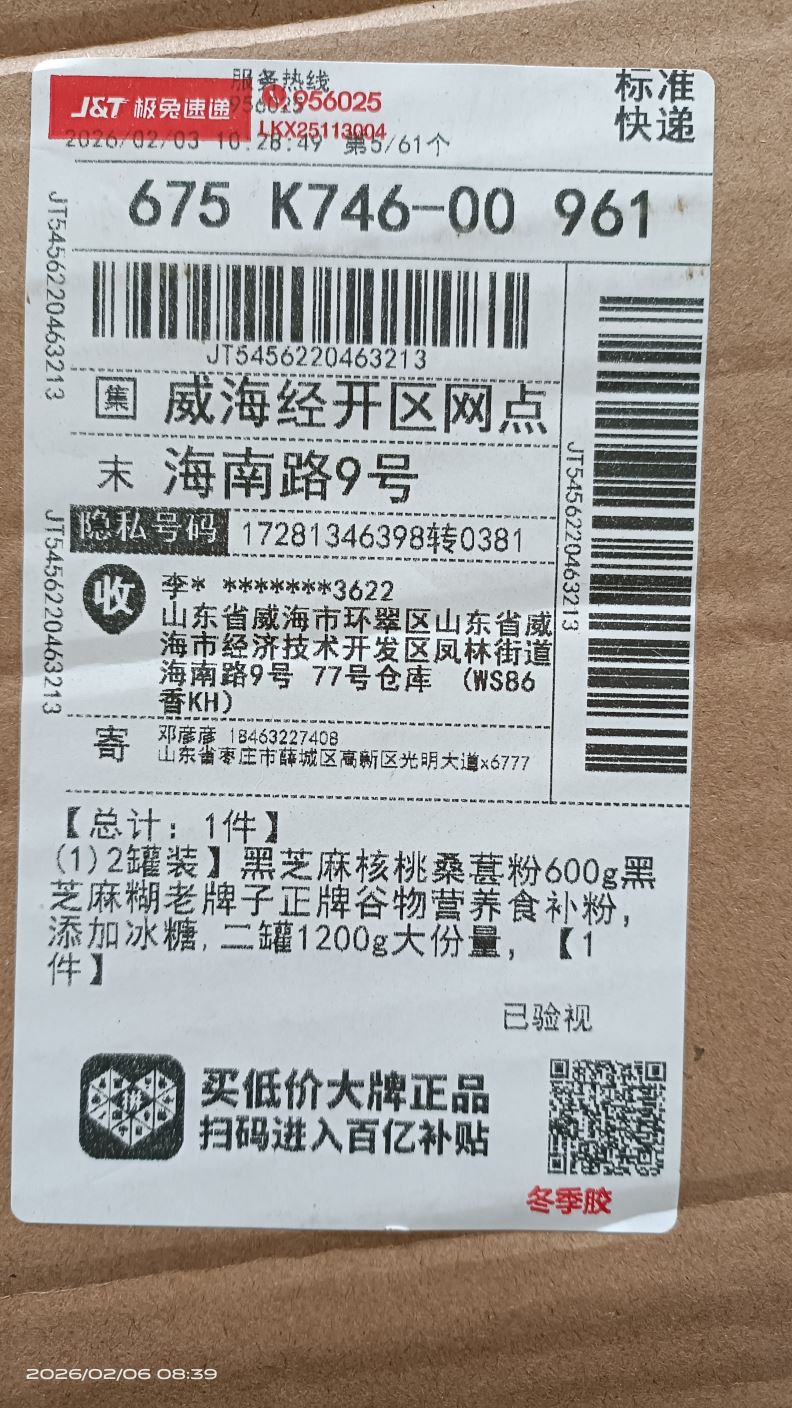 J&T 极兔速递
服务热线
956025
956025
LKX25113004
标准
快递
2026/02/03 10:28:49 第5/61个
675 K746-00 961
JT5456220463213
JT5456220463213
集 威海经开区网点
末 海南路9号
隐私号码 17281346398转0381
JT5456220463213
JT5456220463213
收 李* *******3622
山东省威海市环翠区山东省威
海市经济技术开发区凤林街道
海南路9号 77号仓库 (WS86
香KH)
寄 邓彦彦 18463227408
山东省枣庄市薛城区高新区光明大道x6777
【总计: 1件】
(1)2罐装】黑芝麻核桃桑葚粉600g黑
芝麻糊老牌子正牌谷物营养食补粉,
添加冰糖, 二罐1200g大份量, 【1
件】
已验视
拼
买低价大牌正品
扫码进入百亿补贴
冬季胶
2026/02/06 08:39